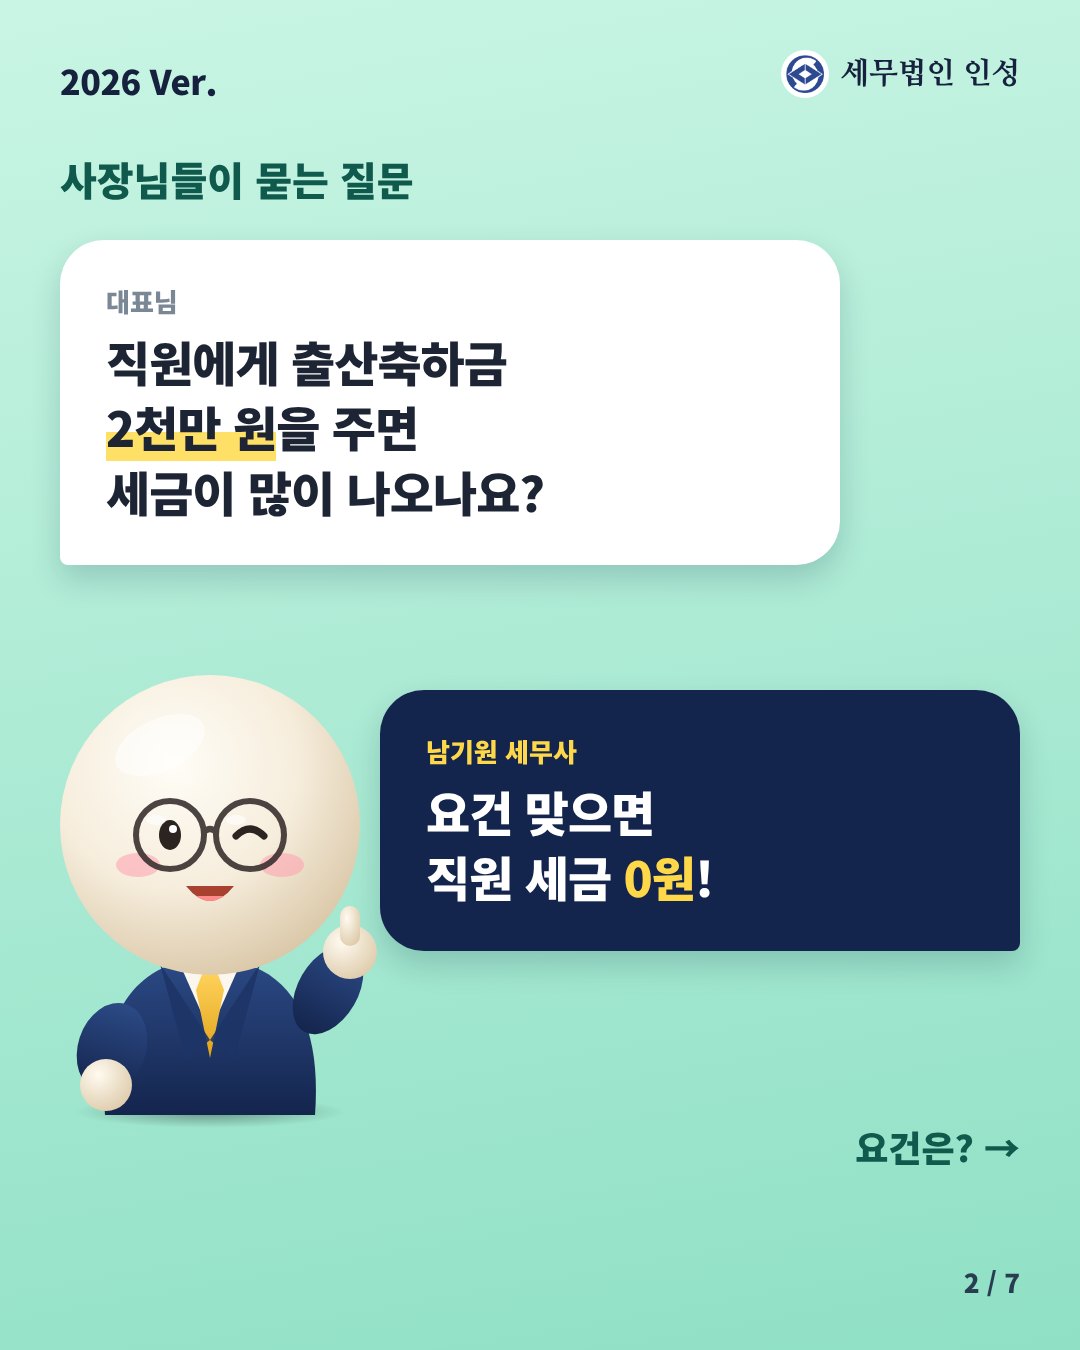 2026 Ver.
세무법인 인성
사장님들이 묻는 질문
대표님
직원에게 출산축하금
2천만 원을 주면
세금이 많이 나오나요?
남기원 세무사
요건 맞으면
직원 세금 0원!
요건은? →
2 / 7